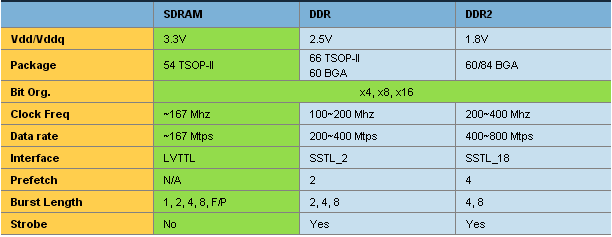 SDRAM DDR DDR2
Vdd/Vddq 3.3V 2.5V 1.8V
Package 54 TSOP-II 66 TSOP-II 60/84 BGA
60 BGA
Bit Org. x4, x8, x16
Clock Freq ~167 Mhz 100~200 Mhz 200~400 Mhz
Data rate ~167 Mtps 200~400 Mtps 400~800 Mtps
Interface LVTTL SSTL_2 SSTL_18
Prefetch N/A 2 4
Burst Length 1, 2, 4, 8, F/P 2, 4, 8 4, 8
Strobe No Yes Yes